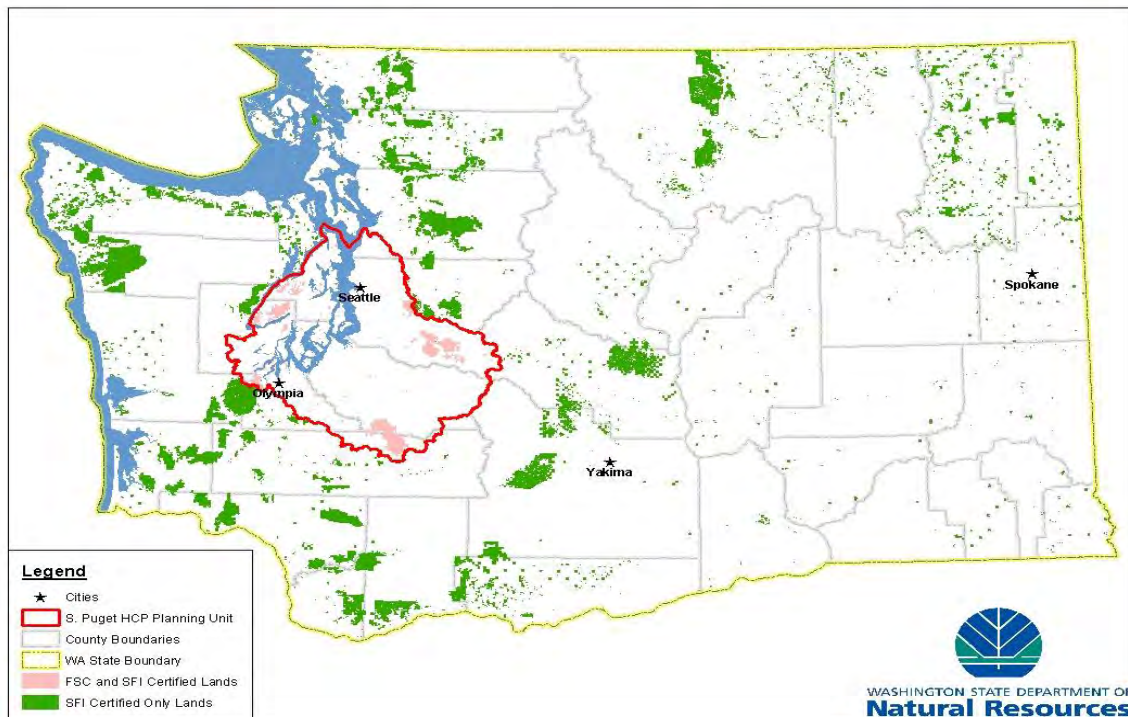 Seattle
Spokane
Olympia
Yakima
Legend
Cities
S. Puget HCP Planning Unit
County Boundaries
WA State Boundary
FSC and SFI Certified Lands
SFI Certified Only Lands
WASHINGTON STATE DEPARTMENT OF
Natural Resources